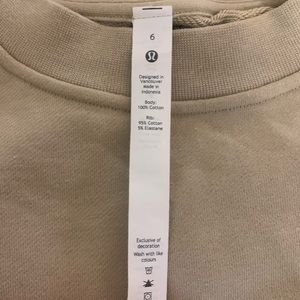 6
Designed in
Vancouver
Made in
Indonesia
Body:
100% Cotton
Rib:
95% Cotton
5% Elastane
Exclusive of
decoration
Wash with like
colours